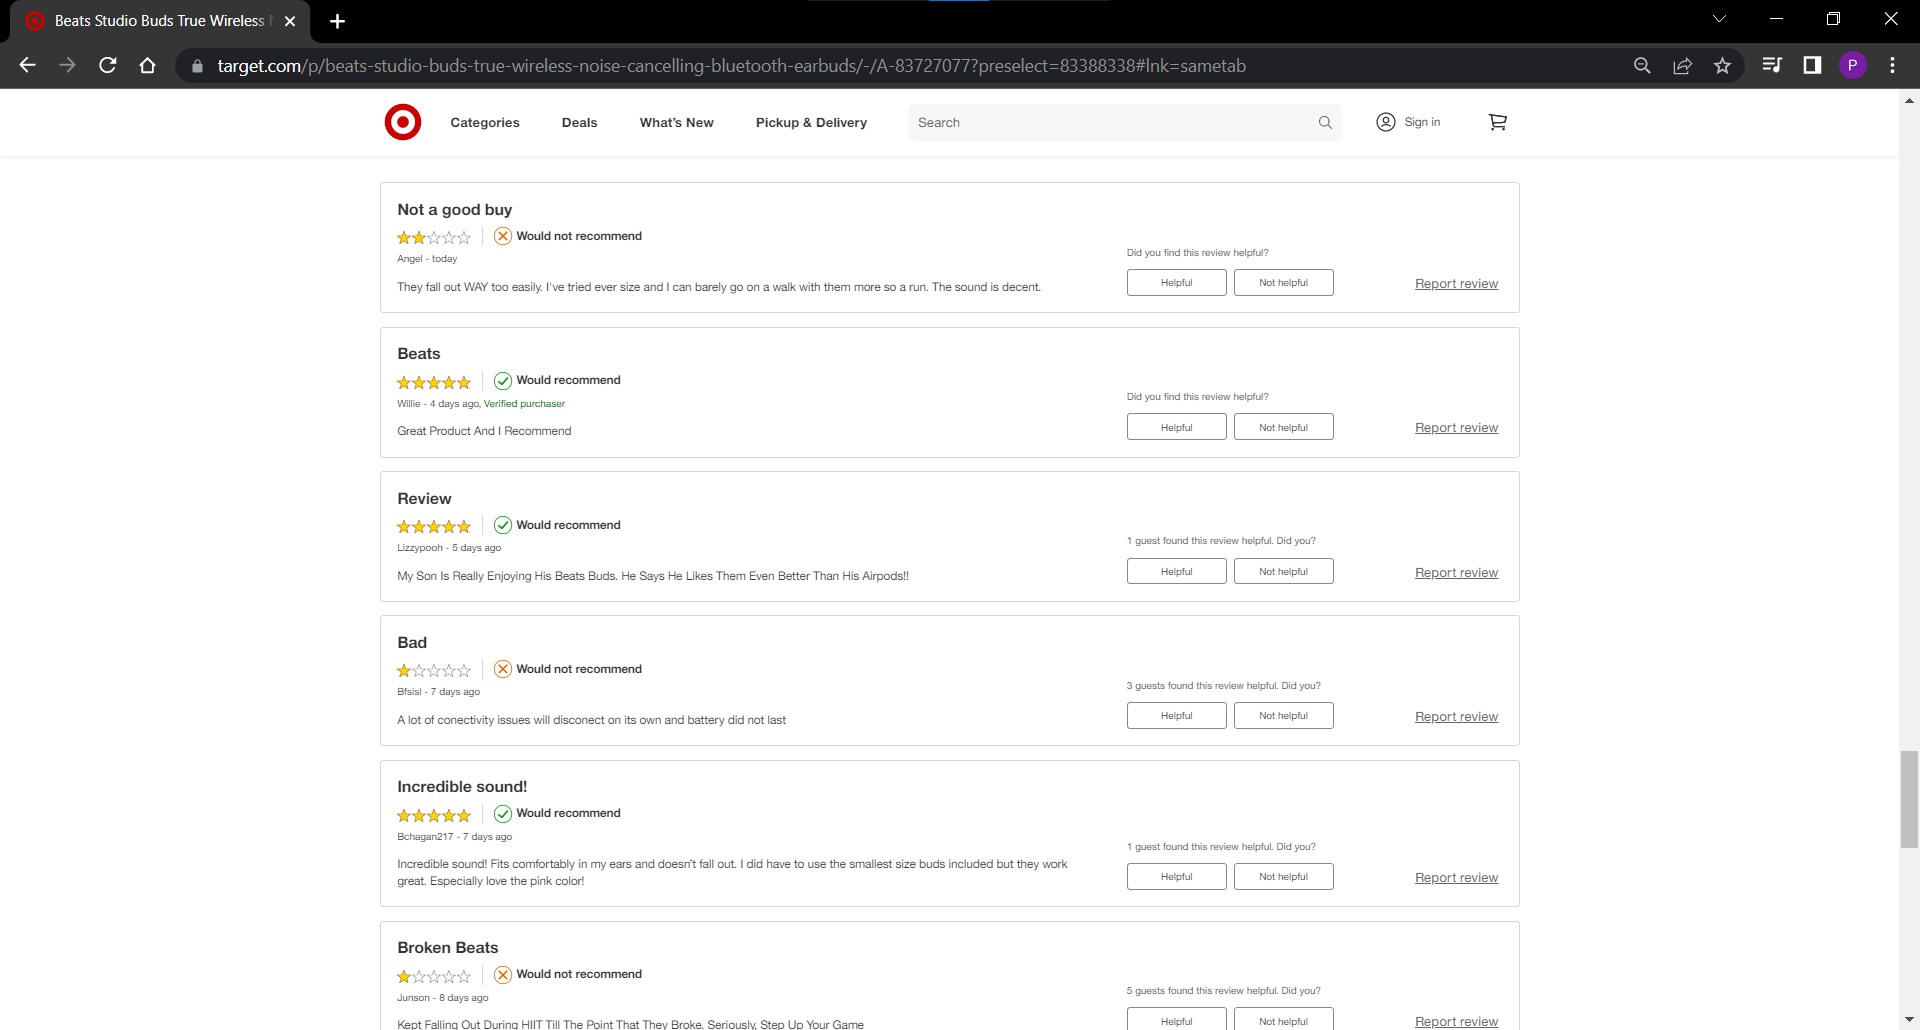 Beats Studio Buds True Wireless
target.com/p/beats-studio-buds-true-wireless-noise-cancelling-bluetooth-earbuds/-/A-83727077?preselect=83388338#lnk=sametab
P
Categories
Deals
What's New
Pickup & Delivery
Search
Sign in
Not a good buy
Would not recommend
Angel - today
They fall out WAY too easily. I've tried ever size and I can barely go on a walk with them more so a run. The sound is decent.
Did you find this review helpful?
Helpful
Not helpful
Report review
Beats
Would recommend
Willie - 4 days ago, Verified purchaser
Great Product And I Recommend
Did you find this review helpful?
Helpful
Not helpful
Report review
Review
Would recommend
Lizzypooh - 5 days ago
My Son Is Really Enjoying His Beats Buds. He Says He Likes Them Even Better Than His Airpods!!
1 guest found this review helpful. Did you?
Helpful
Not helpful
Report review
Bad
Would not recommend
Bfsisl - 7 days ago
A lot of conectivity issues will disconect on its own and battery did not last
3 guests found this review helpful. Did you?
Helpful
Not helpful
Report review
Incredible sound!
Would recommend
Bchagan217 - 7 days ago
Incredible sound! Fits comfortably in my ears and doesn't fall out. I did have to use the smallest size buds included but they work
great. Especially love the pink color!
1 guest found this review helpful. Did you?
Helpful
Not helpful
Report review
Broken Beats
Would not recommend
Junson - 8 days ago
Kept Falling Out During HIIT Till The Point That They Broke. Seriously, Step Up Your Game
5 guests found this review helpful. Did you?
Helpful
Not helpful
Report review